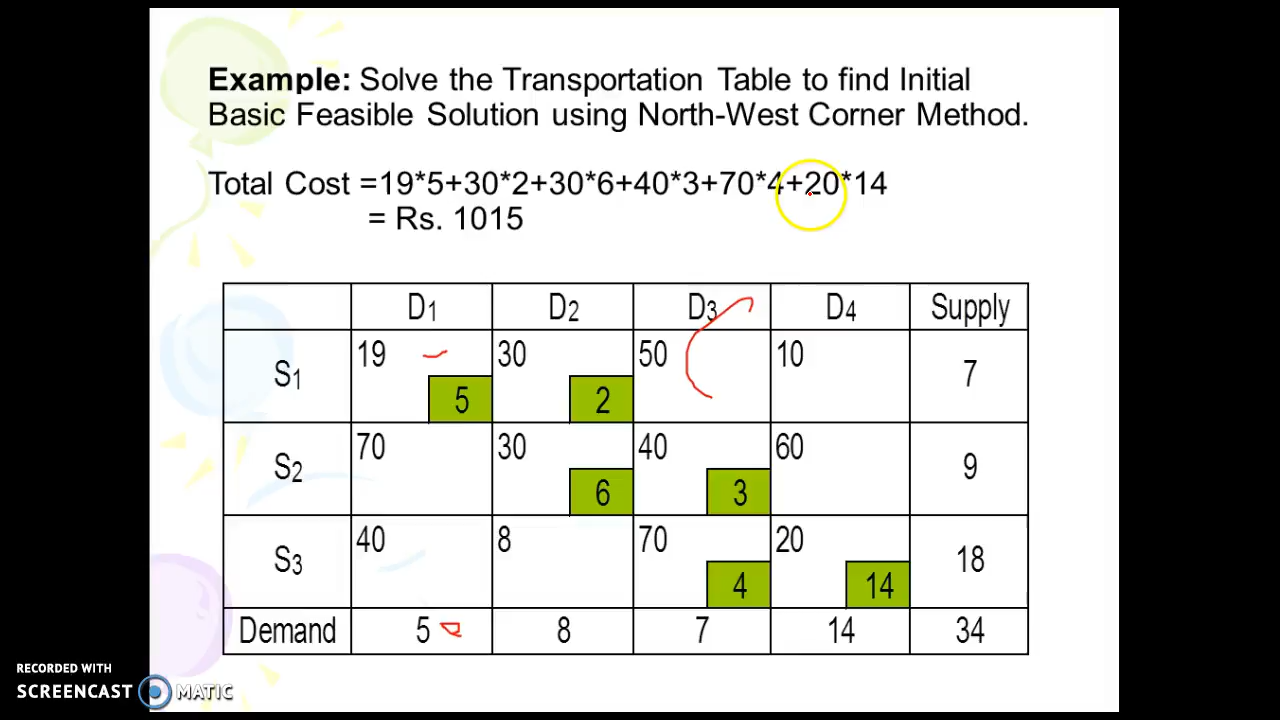 Example: Solve the Transportation Table to find Initial
Basic Feasible Solution using North-West Corner Method.
Total Cost =19*5+30*2+30*6+40*3+70*4+20*14
= Rs. 1015
D1 D2 D3 D4 Supply
S1 19 5 30 2 50 10 7
S2 70 30 6 40 3 60 9
S3 40 8 70 4 20 14 18
Demand 5 8 7 14 34
RECORDED WITH
SCREENCAST MATIC